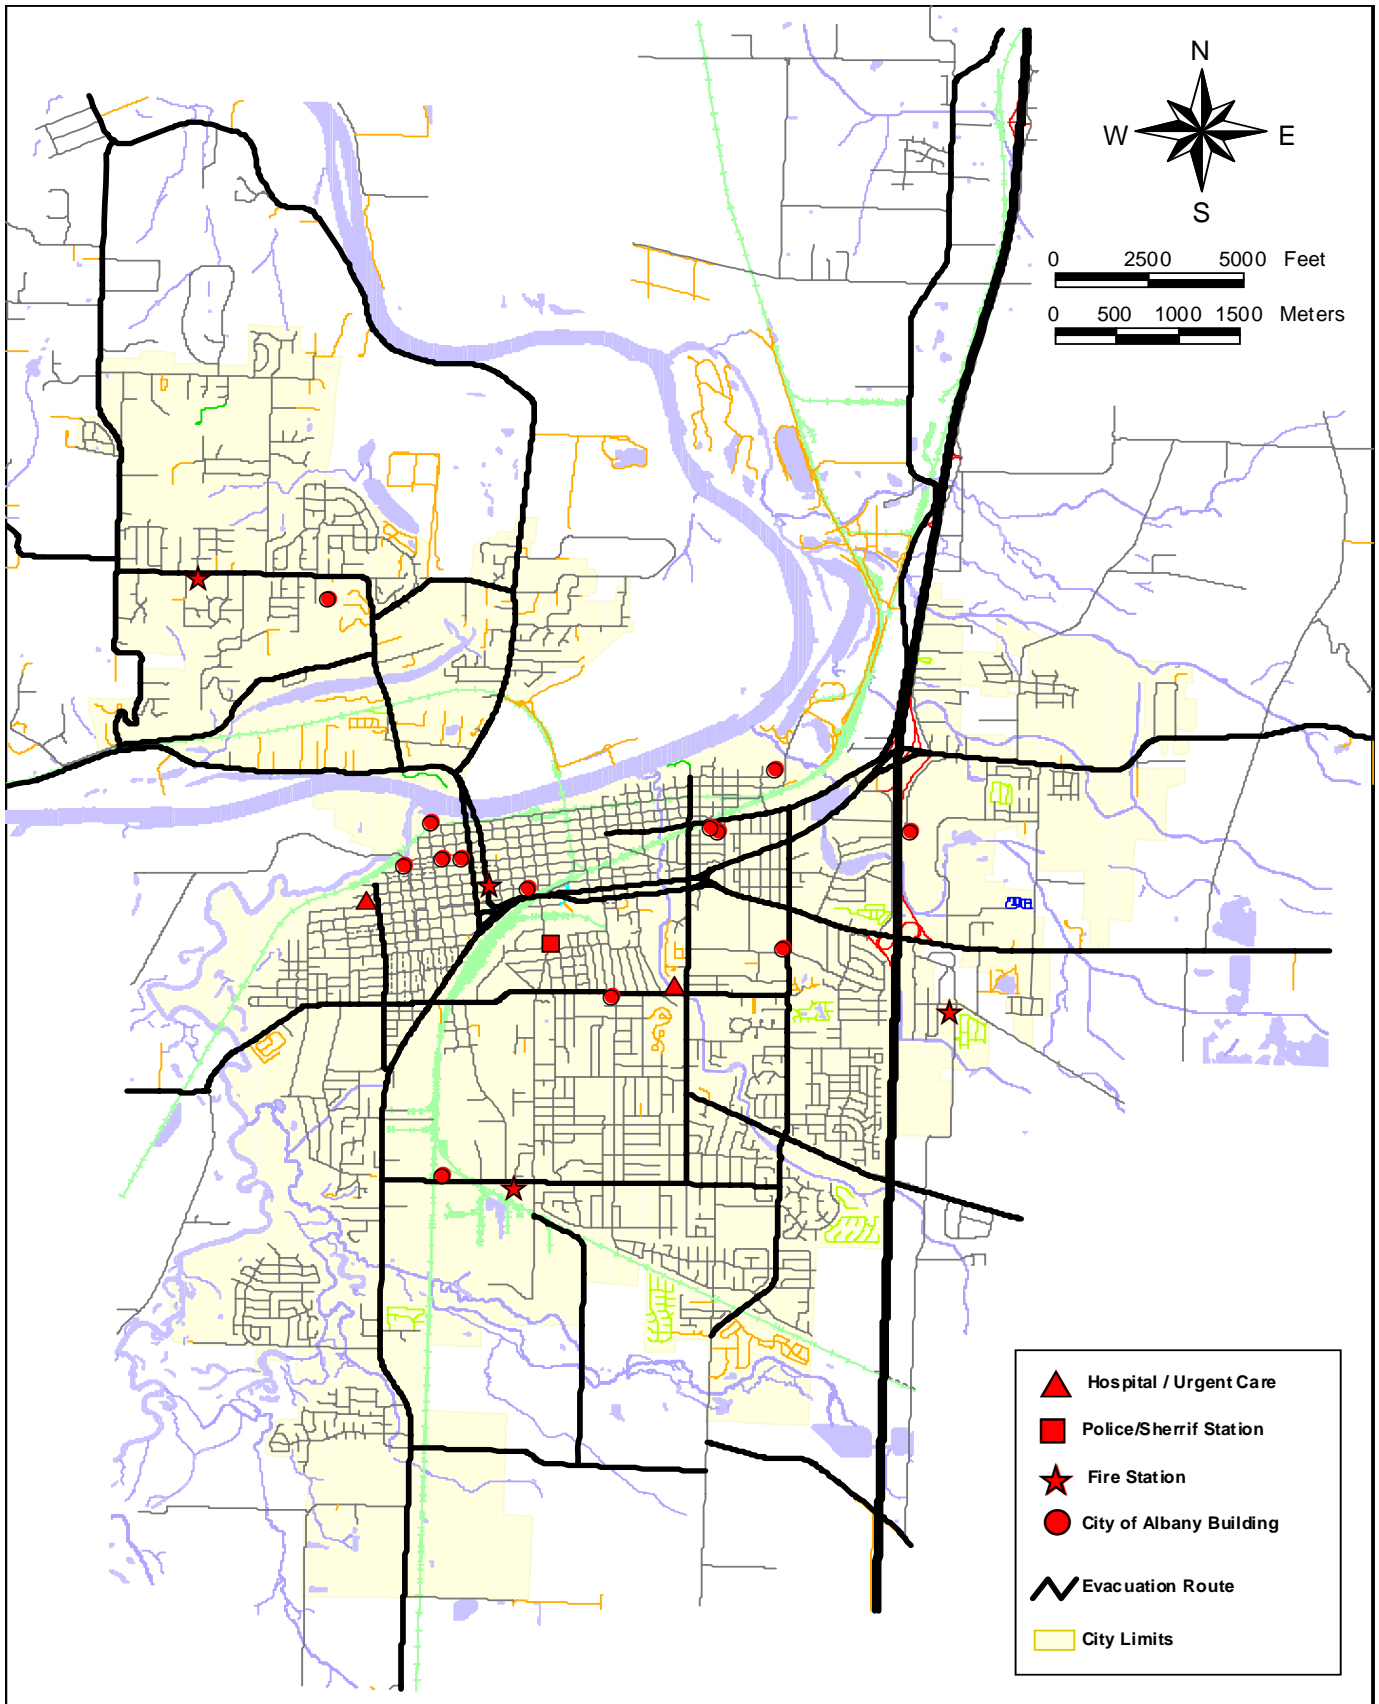 N
W E
S
0 2500 5000 Feet
0 500 1000 1500 Meters
Hospital / Urgent Care
Police/Sherrif Station
Fire Station
City of Albany Building
Evacuation Route
City Limits